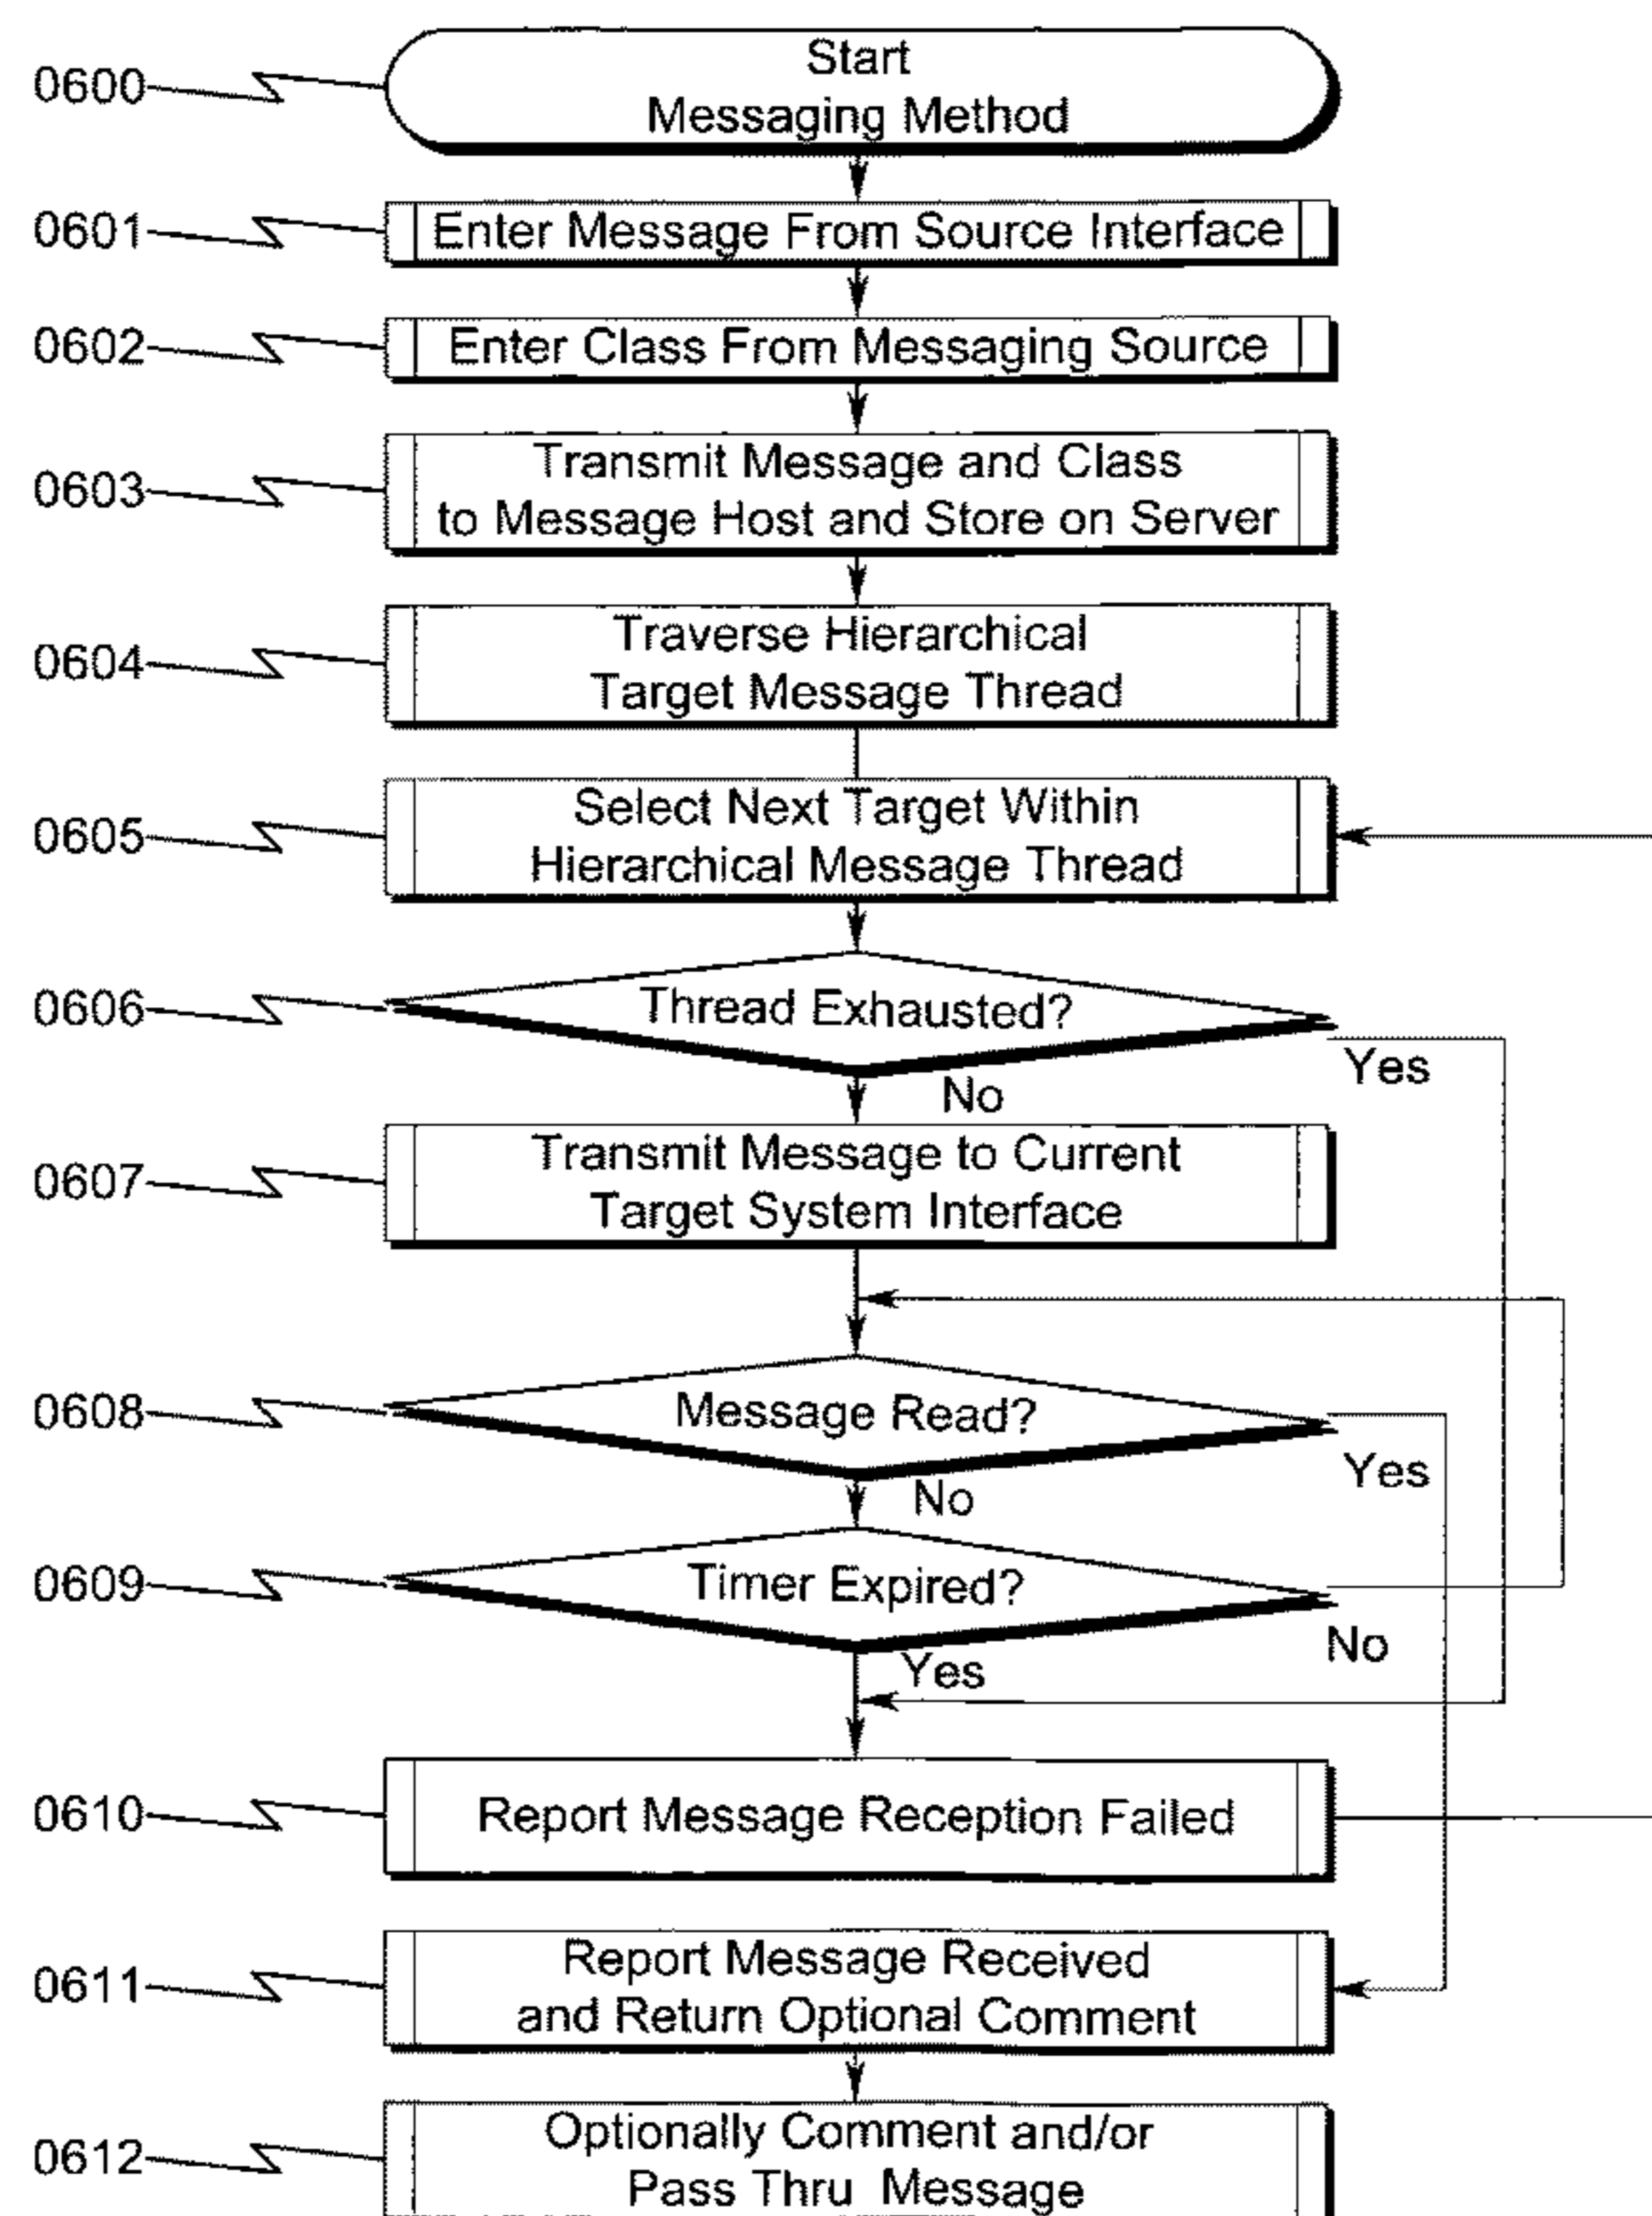 0600
Start
Messaging Method
0601
Enter Message From Source Interface
0602
Enter Class From Messaging Source
0603
Transmit Message and Class
to Message Host and Store on Server
0604
Traverse Hierarchical
Target Message Thread
0605
Select Next Target Within
Hierarchical Message Thread
0606
Thread Exhausted?
Yes
No
0607
Transmit Message to Current
Target System Interface
0608
Message Read?
Yes
No
0609
Timer Expired?
No
Yes
0610
Report Message Reception Failed
0611
Report Message Received
and Return Optional Comment
0612
Optionally Comment and/or
Pass Thru Message